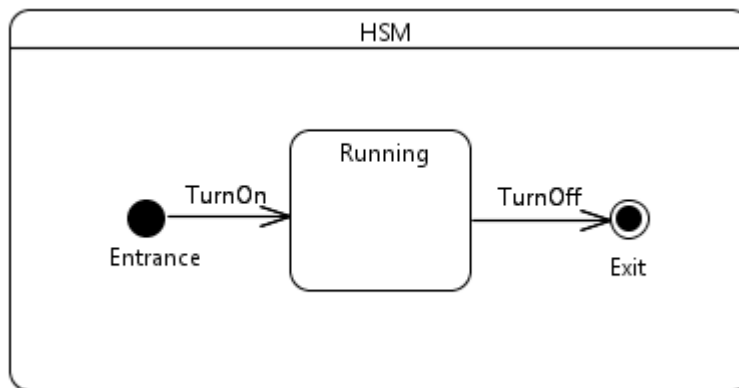 HSM
Running
TurnOn
TurnOff
Entrance
Exit